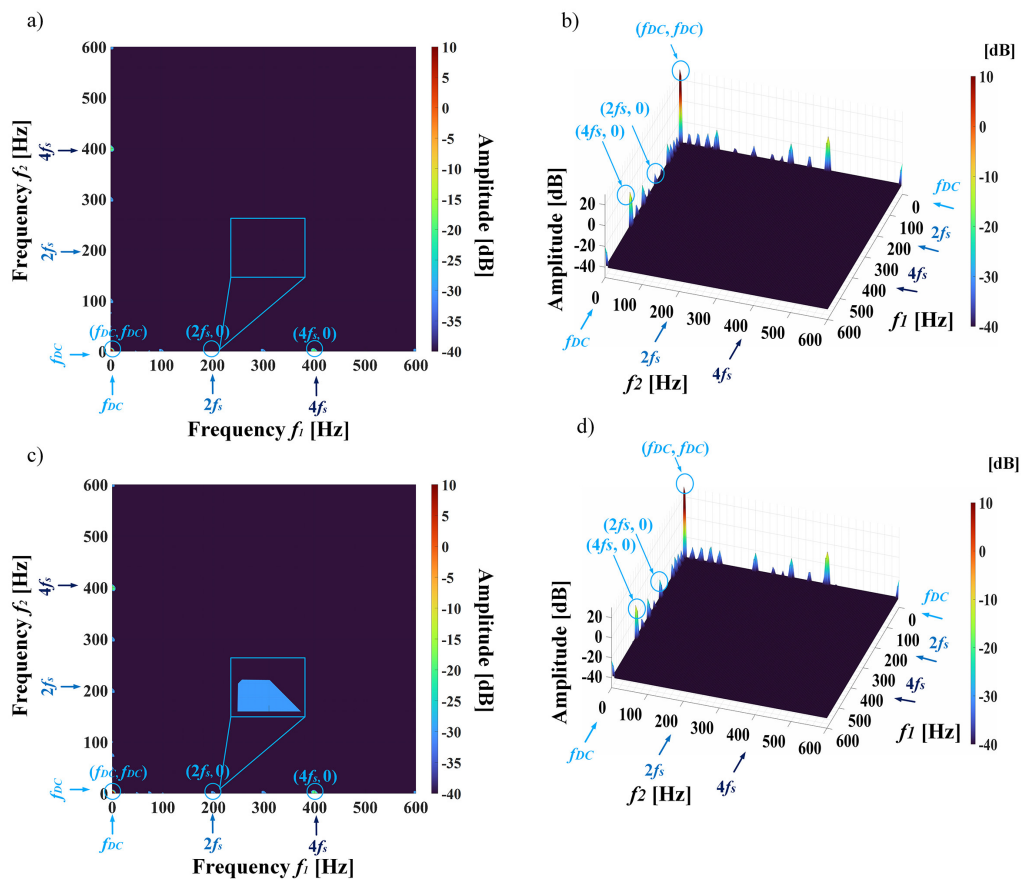 a)
600
500
400
300
200
100
0
Frequency f2 [Hz]
4fs
2fs
fDC
(fDC, fDC)
(2fs, 0)
(4fs, 0)
0
100
200
300
400
500
600
fDC
2fs
4fs
Frequency f1 [Hz]
10
5
0
-5
-10
-15
-20
-25
-30
-35
-40
Amplitude [dB]
b)
(fDC, fDC)
(2fs, 0)
(4fs, 0)
[dB]
10
0
-10
-20
-30
-40
Amplitude [dB]
20
0
-20
-40
0
100
200
300
400
500
600
fDC
2fs
4fs
f2 [Hz]
fDC
0
100
2fs
200
300
4fs
400
500
600
f1 [Hz]
c)
600
500
400
300
200
100
0
Frequency f2 [Hz]
4fs
2fs
fDC
(fDC, fDC)
(2fs, 0)
(4fs, 0)
0
100
200
300
400
500
600
fDC
2fs
4fs
Frequency f1 [Hz]
10
5
0
-5
-10
-15
-20
-25
-30
-35
-40
Amplitude [dB]
d)
(fDC, fDC)
(2fs, 0)
(4fs, 0)
[dB]
10
0
-10
-20
-30
-40
Amplitude [dB]
20
0
-20
-40
0
100
200
300
400
500
600
fDC
2fs
4fs
f2 [Hz]
fDC
0
100
2fs
200
300
4fs
400
500
600
f1 [Hz]